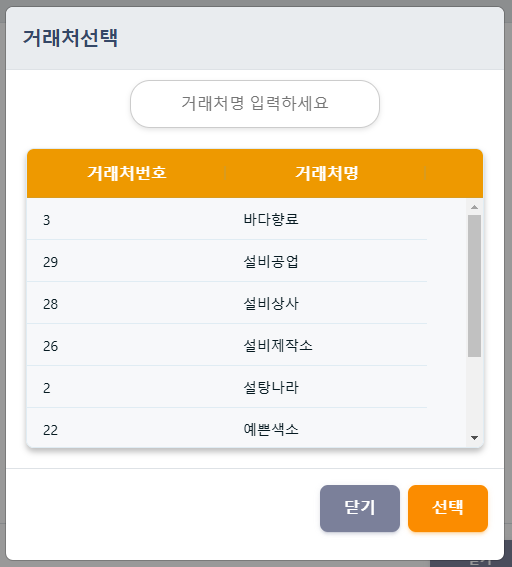 거래처선택
거래처명 입력하세요
거래처번호 거래처명
3 바다향료
29 설비공업
28 설비상사
26 설비제작소
2 설탕나라
22 예쁜색소
닫기 선택